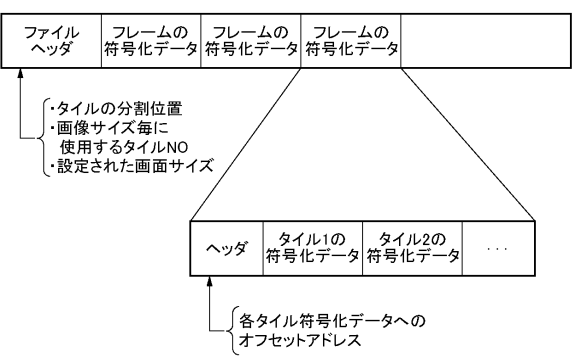 ファイル
ヘッダ
フレームの
符号化データ
フレームの
符号化データ
フレームの
符号化データ
・タイルの分割位置
・画像サイズ毎に
使用するタイルNO
・設定された画面サイズ
ヘッダ
タイル1の
符号化データ
タイル2の
符号化データ
・・・
各タイル符号化データへの
オフセットアドレス